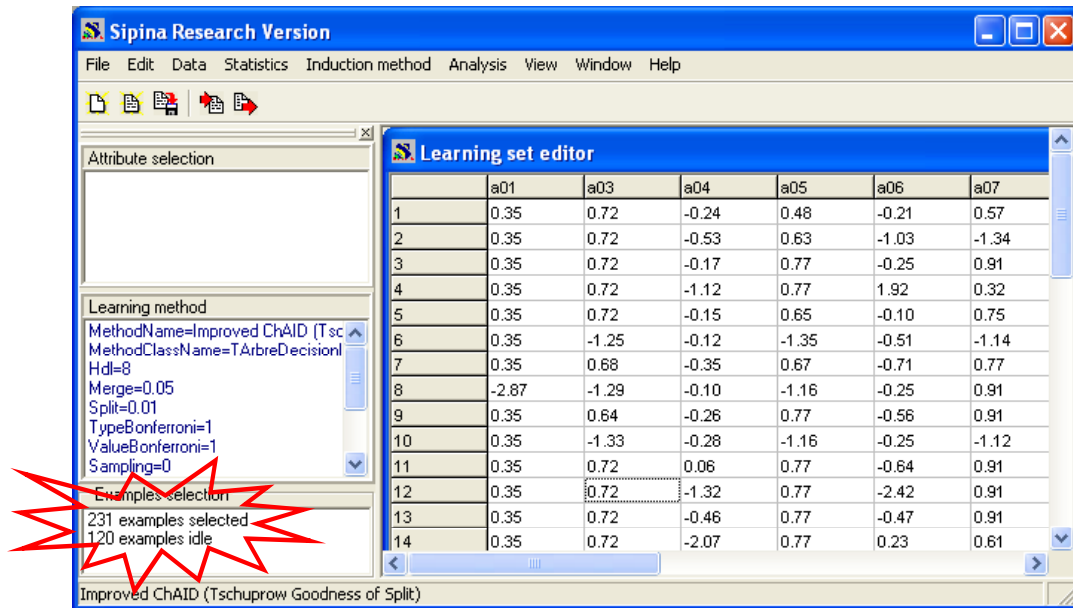 Sipina Research Version
File Edit Data Statistics Induction method Analysis View Window Help
Attribute selection
Learning method
MethodName=Improved ChAID (Tsc
MethodClassName=TArbreDecisionI
Hdl=8
Merge=0.05
Split=0.01
TypeBonferroni=1
ValueBonferroni=1
Sampling=0
Examples selection
231 examples selected
120 examples idle
Learning set editor
a01 a03 a04 a05 a06 a07
1 0.35 0.72 -0.24 0.48 -0.21 0.57
2 0.35 0.72 -0.53 0.63 -1.03 -1.34
3 0.35 0.72 -0.17 0.77 -0.25 0.91
4 0.35 0.72 -1.12 0.77 1.92 0.32
5 0.35 0.72 -0.15 0.65 -0.10 0.75
6 0.35 -1.25 -0.12 -1.35 -0.51 -1.14
7 0.35 0.68 -0.35 0.67 -0.71 0.77
8 -2.87 -1.29 -0.10 -1.16 -0.25 0.91
9 0.35 0.64 -0.26 0.77 -0.56 0.91
10 0.35 -1.33 -0.28 -1.16 -0.25 -1.12
11 0.35 0.72 0.06 0.77 -0.64 0.91
12 0.35 0.72 -1.32 0.77 -2.42 0.91
13 0.35 0.72 -0.46 0.77 -0.47 0.91
14 0.35 0.72 -2.07 0.77 0.23 0.61
Improved ChAID (Tschuprow Goodness of Split)